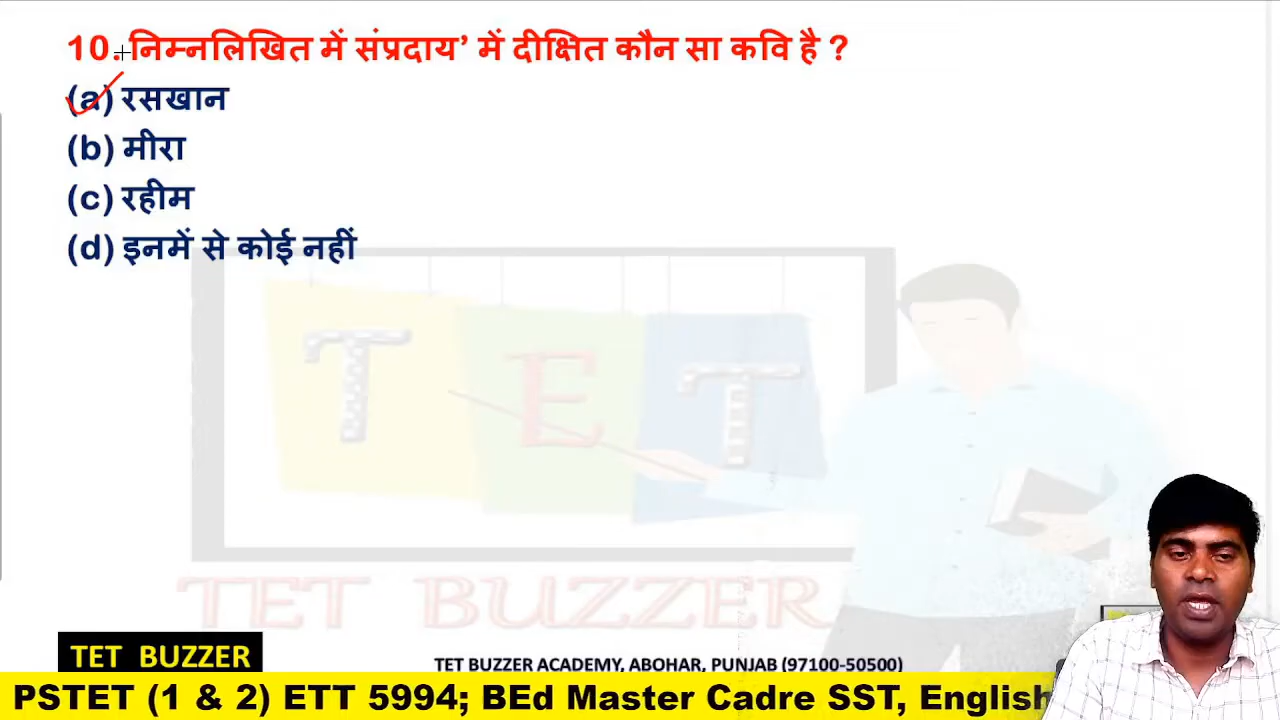 10. निम्नलिखित में संप्रदाय’ में दीक्षित कौन सा कवि है ?
(a) रसखान
(b) मीरा
(c) रहीम
(d) इनमें से कोई नहीं
T E T
TET BUZZER
TET BUZZER
TET BUZZER ACADEMY, ABOHAR, PUNJAB (97100-50500)
PSTET (1 & 2) ETT 5994; BEd Master Cadre SST, English